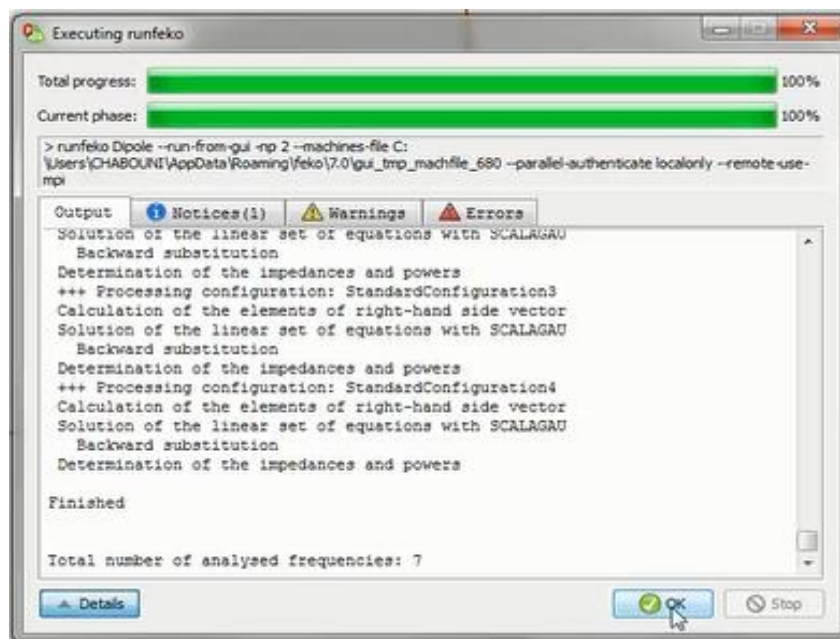 Executing runfeko
Total progress: 100%
Current phase: 100%
> runfeko Dipole --run-from-gui -np 2 --machines-file C:
\Users\CHABOUNI\AppData\Roaming\feko\7.0\gui_tmp_machfile_680 --parallel-authenticate localonly --remote-use-
mpi
Output Notices(1) Warnings Errors
Solution of the linear set of equations with SCALAGAU
Backward substitution
Determination of the impedances and powers
+++ Processing configuration: StandardConfiguration3
Calculation of the elements of right-hand side vector
Solution of the linear set of equations with SCALAGAU
Backward substitution
Determination of the impedances and powers
+++ Processing configuration: StandardConfiguration4
Calculation of the elements of right-hand side vector
Solution of the linear set of equations with SCALAGAU
Backward substitution
Determination of the impedances and powers
Finished
Total number of analysed frequencies: 7
Details OK Stop